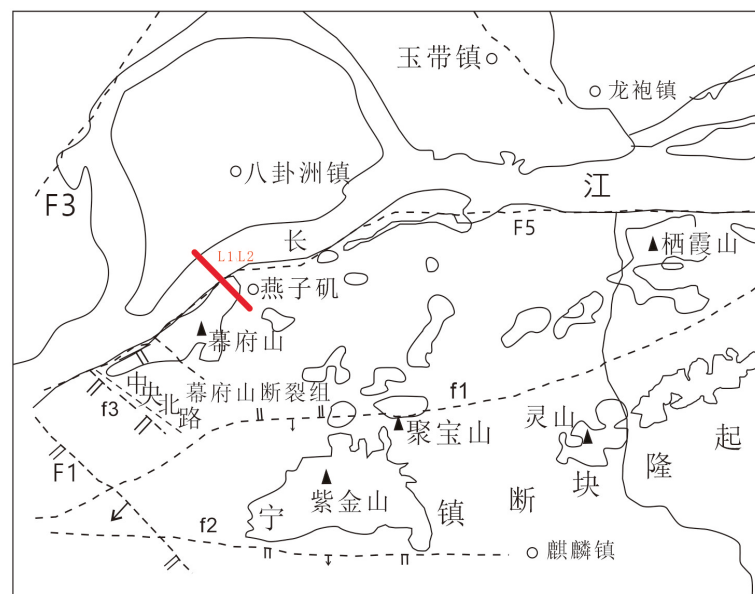 玉带镇
龙袍镇
八卦洲镇
江
F3
长
F5
栖霞山
L1 L2
燕子矶
幕府山
中央北路
幕府山断裂组
f1
f3
聚宝山
灵山
起
隆
块
断
镇
宁
F1
紫金山
f2
麒麟镇